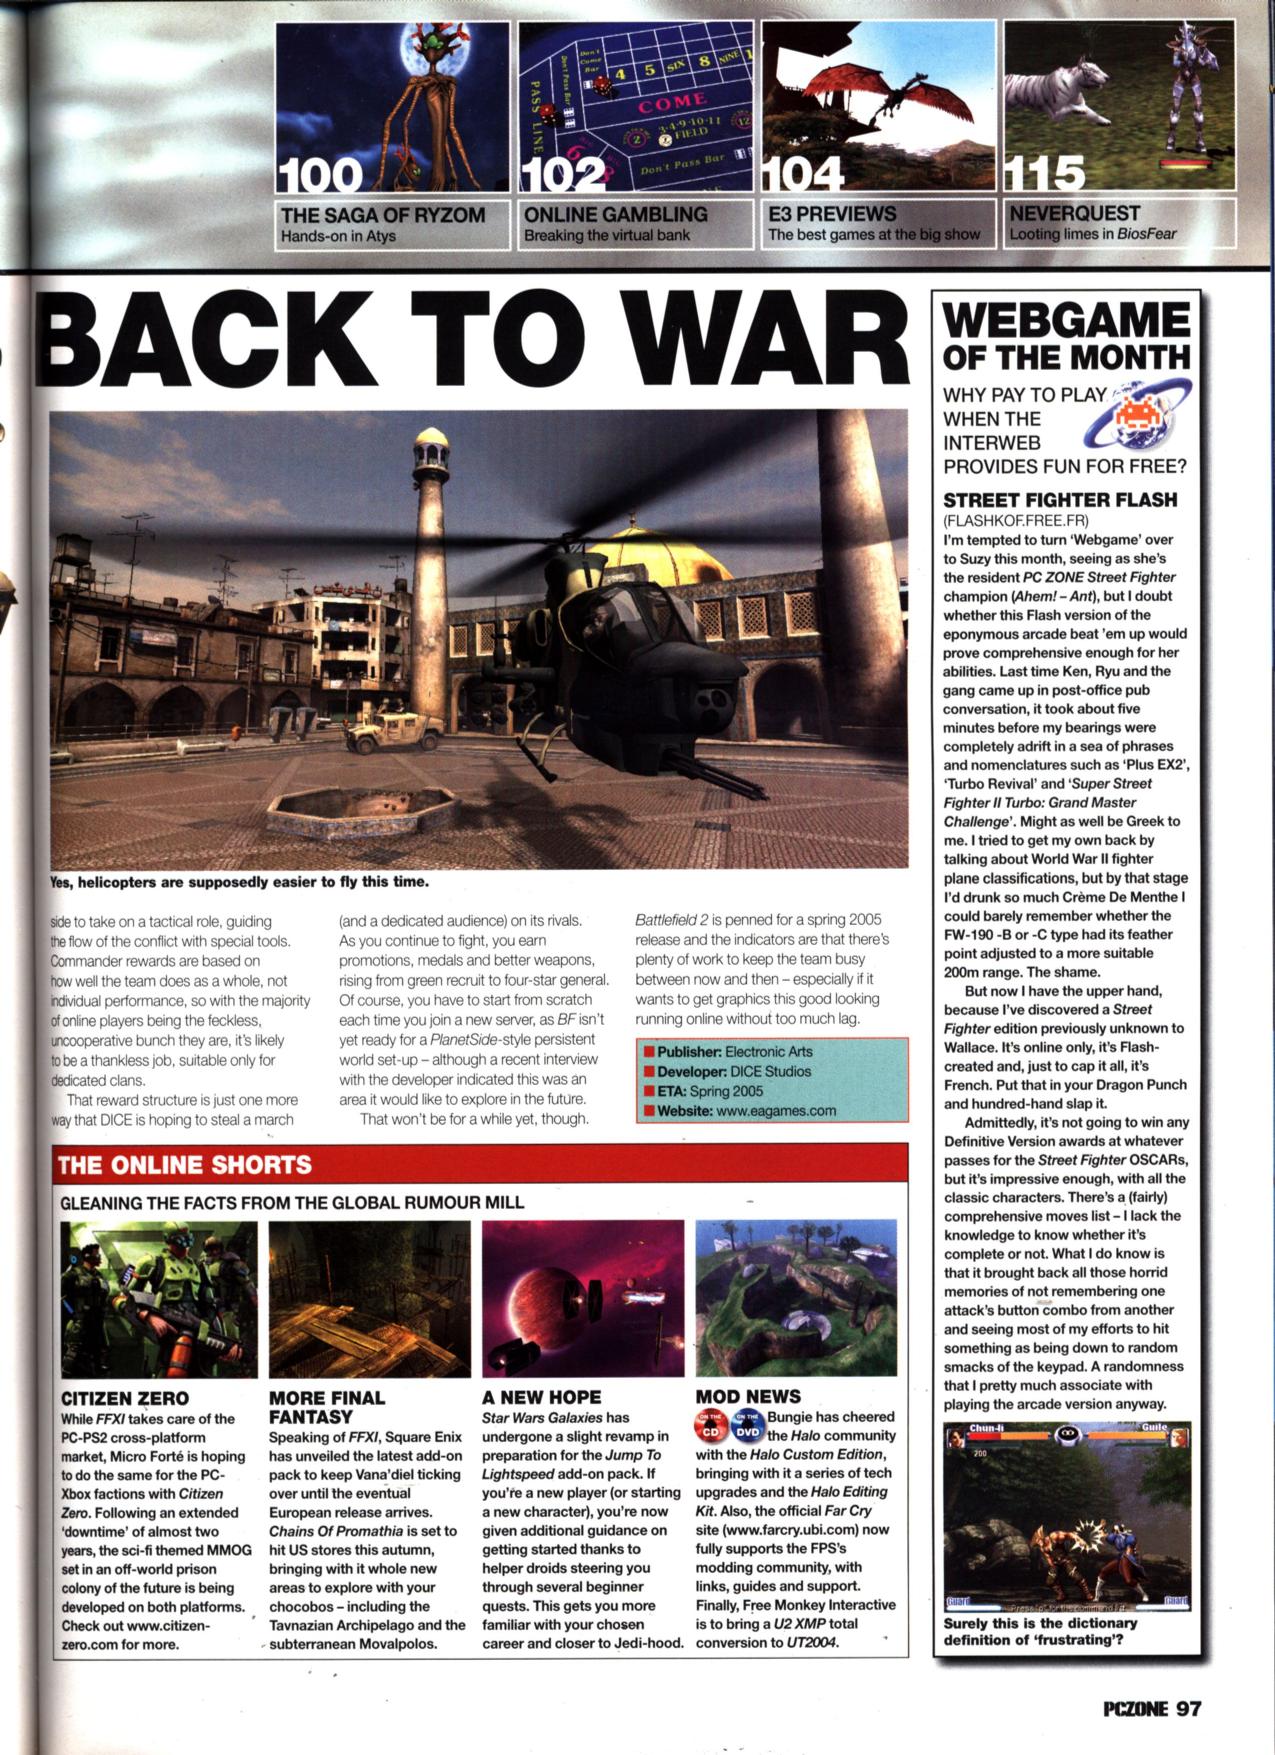 100
THE SAGA OF RYZOM
Hands-on in Atys
102
ONLINE GAMBLING
Breaking the virtual bank
104
E3 PREVIEWS
The best games at the big show
115
NEVERQUEST
Looting limes in BiosFear
PASS LINE
Don't Come Bar
Don't Pass Bar
4 5 SIX 8 NINE
COME
3·4·9·10·11
FIELD
2
12
Don't Pass Bar
BACK TO WAR
Yes, helicopters are supposedly easier to fly this time.
side to take on a tactical role, guiding
the flow of the conflict with special tools.
Commander rewards are based on
how well the team does as a whole, not
individual performance, so with the majority
of online players being the feckless,
uncooperative bunch they are, it's likely
to be a thankless job, suitable only for
dedicated clans.
That reward structure is just one more
way that DICE is hoping to steal a march
(and a dedicated audience) on its rivals.
As you continue to fight, you earn
promotions, medals and better weapons,
rising from green recruit to four-star general.
Of course, you have to start from scratch
each time you join a new server, as BF isn't
yet ready for a PlanetSide-style persistent
world set-up – although a recent interview
with the developer indicated this was an
area it would like to explore in the future.
That won't be for a while yet, though.
Battlefield 2 is penned for a spring 2005
release and the indicators are that there's
plenty of work to keep the team busy
between now and then – especially if it
wants to get graphics this good looking
running online without too much lag.
Publisher: Electronic Arts
Developer: DICE Studios
ETA: Spring 2005
Website: www.eagames.com
THE ONLINE SHORTS
GLEANING THE FACTS FROM THE GLOBAL RUMOUR MILL
CITIZEN ZERO
While FFXI takes care of the
PC-PS2 cross-platform
market, Micro Forté is hoping
to do the same for the PC-
Xbox factions with Citizen
Zero. Following an extended
'downtime' of almost two
years, the sci-fi themed MMOG
set in an off-world prison
colony of the future is being
developed on both platforms.
Check out www.citizen-
zero.com for more.
MORE FINAL
FANTASY
Speaking of FFXI, Square Enix
has unveiled the latest add-on
pack to keep Vana'diel ticking
over until the eventual
European release arrives.
Chains Of Promathia is set to
hit US stores this autumn,
bringing with it whole new
areas to explore with your
chocobos – including the
Tavnazian Archipelago and the
subterranean Movalpolos.
A NEW HOPE
Star Wars Galaxies has
undergone a slight revamp in
preparation for the Jump To
Lightspeed add-on pack. If
you're a new player (or starting
a new character), you're now
given additional guidance on
getting started thanks to
helper droids steering you
through several beginner
quests. This gets you more
familiar with your chosen
career and closer to Jedi-hood.
MOD NEWS
ON THE CD ON THE DVD Bungie has cheered
the Halo community
with the Halo Custom Edition,
bringing with it a series of tech
upgrades and the Halo Editing
Kit. Also, the official Far Cry
site (www.farcry.ubi.com) now
fully supports the FPS's
modding community, with
links, guides and support.
Finally, Free Monkey Interactive
is to bring a U2 XMP total
conversion to UT2004.
WEBGAME
OF THE MONTH
WHY PAY TO PLAY
WHEN THE
INTERWEB
PROVIDES FUN FOR FREE?
STREET FIGHTER FLASH
(FLASHKOF.FREE.FR)
I'm tempted to turn 'Webgame' over
to Suzy this month, seeing as she's
the resident PC ZONE Street Fighter
champion (Ahem! – Ant), but I doubt
whether this Flash version of the
eponymous arcade beat 'em up would
prove comprehensive enough for her
abilities. Last time Ken, Ryu and the
gang came up in post-office pub
conversation, it took about five
minutes before my bearings were
completely adrift in a sea of phrases
and nomenclatures such as 'Plus EX2',
'Turbo Revival' and 'Super Street
Fighter II Turbo: Grand Master
Challenge'. Might as well be Greek to
me. I tried to get my own back by
talking about World War II fighter
plane classifications, but by that stage
I'd drunk so much Crème De Menthe I
could barely remember whether the
FW-190 -B or -C type had its feather
point adjusted to a more suitable
200m range. The shame.
But now I have the upper hand,
because I've discovered a Street
Fighter edition previously unknown to
Wallace. It's online only, it's Flash-
created and, just to cap it all, it's
French. Put that in your Dragon Punch
and hundred-hand slap it.
Admittedly, it's not going to win any
Definitive Version awards at whatever
passes for the Street Fighter OSCARs,
but it's impressive enough, with all the
classic characters. There's a (fairly)
comprehensive moves list – I lack the
knowledge to know whether it's
complete or not. What I do know is
that it brought back all those horrid
memories of not remembering one
attack's button combo from another
and seeing most of my efforts to hit
something as being down to random
smacks of the keypad. A randomness
that I pretty much associate with
playing the arcade version anyway.
Chun-li
Guile
200
Guard
Guard
Surely this is the dictionary
definition of 'frustrating'?
PCZONE 97